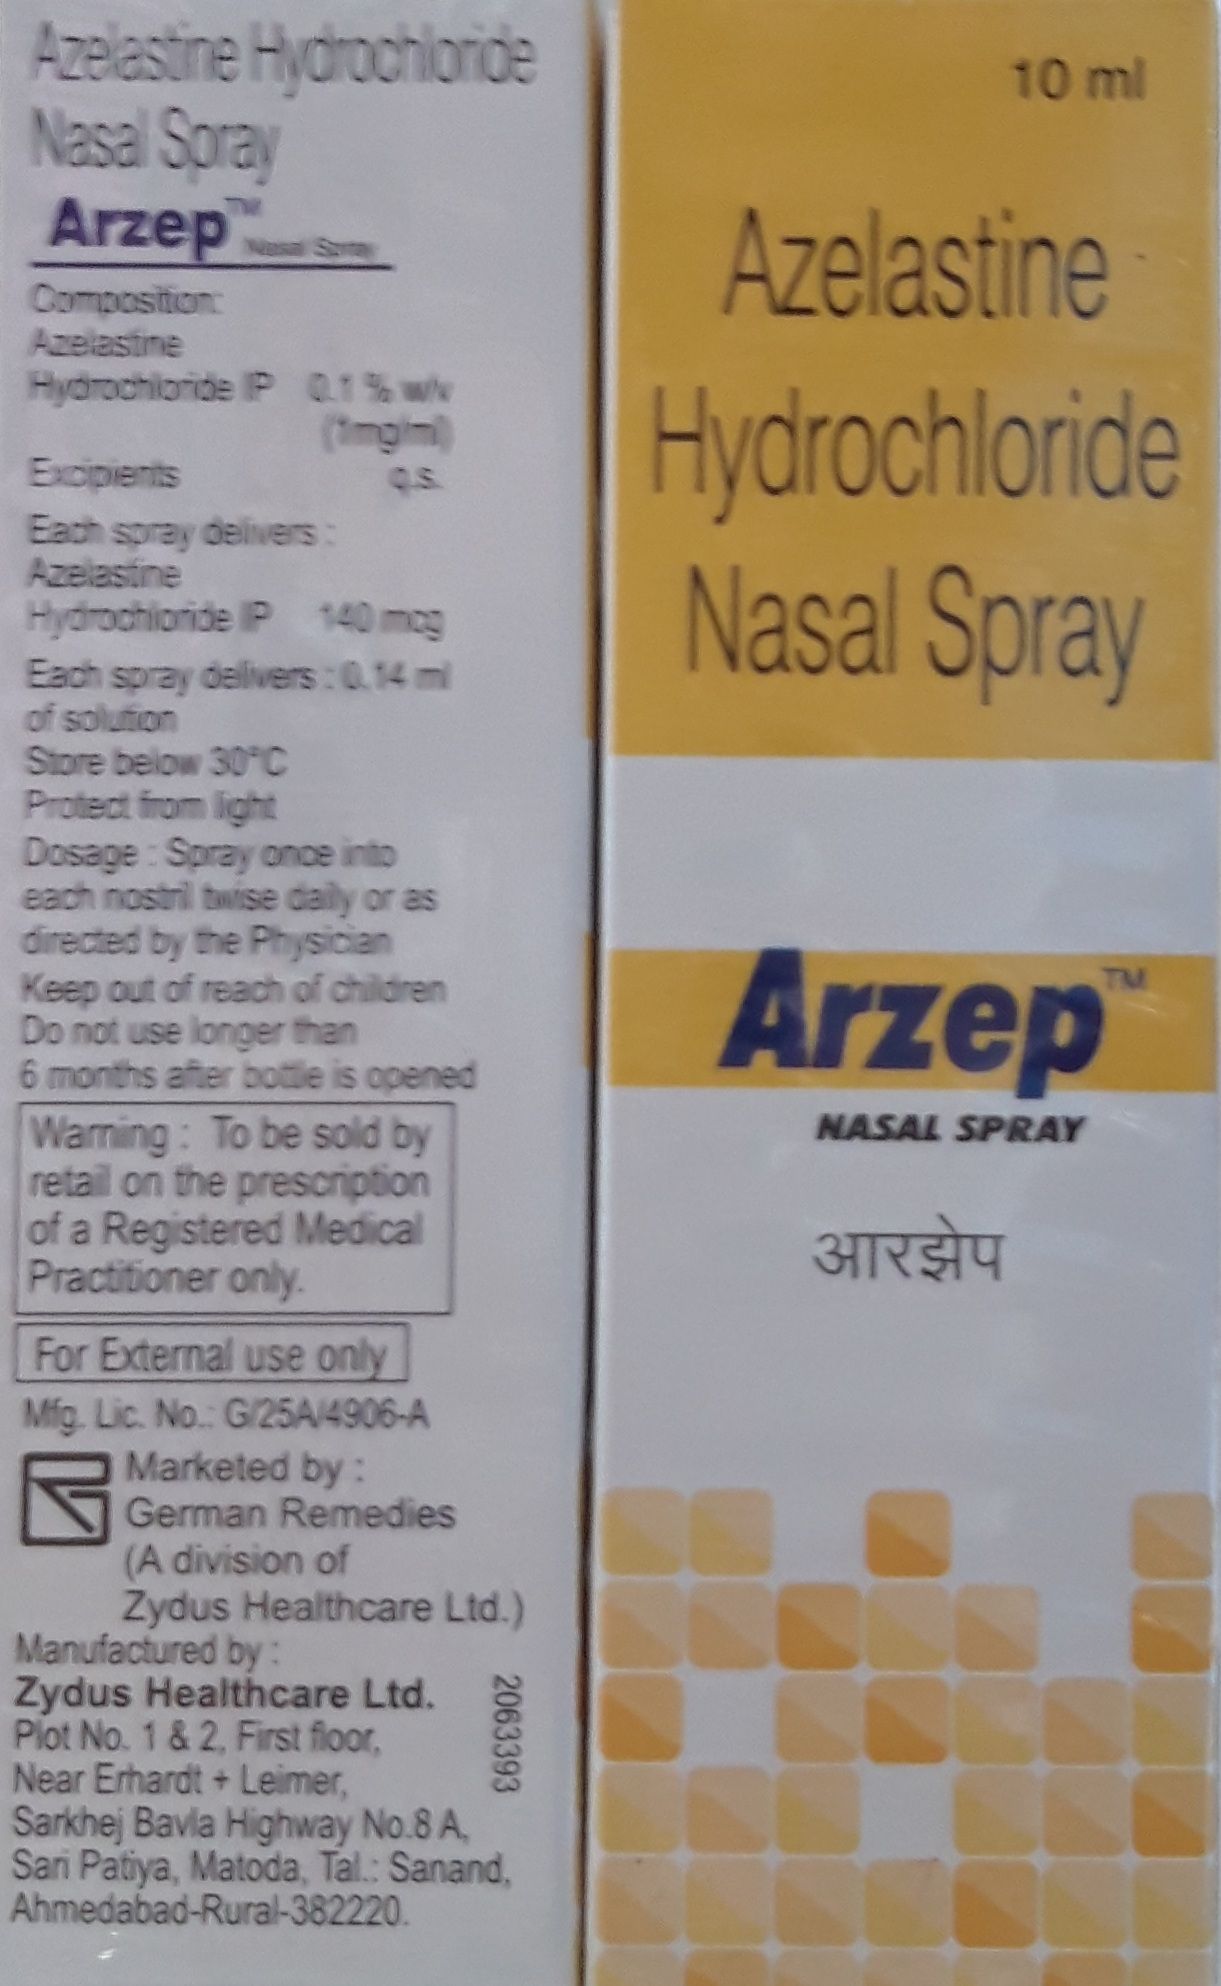 Azelastine Hydrochloride
Nasal Spray
Arzep™ Nasal Spray
Composition:
Azelastine
Hydrochloride IP 0.1 % w/v
(1mg/ml)
Excipients q.s.
Each spray delivers :
Azelastine
Hydrochloride IP 140 mcg
Each spray delivers : 0.14 ml
of solution
Store below 30°C
Protect from light
Dosage : Spray once into
each nostril twise daily or as
directed by the Physician
Keep out of reach of children
Do not use longer than
6 months after bottle is opened
Warning : To be sold by
retail on the prescription
of a Registered Medical
Practitioner only.
For External use only
Mfg. Lic. No.: G/25A/4906-A
Marketed by :
German Remedies
(A division of
Zydus Healthcare Ltd.)
Manufactured by :
Zydus Healthcare Ltd.
Plot No. 1 & 2, First floor,
Near Erhardt + Leimer,
Sarkhej Bavla Highway No.8 A,
Sari Patiya, Matoda, Tal.: Sanand,
Ahmedabad-Rural-382220.
2063393
10 ml
Azelastine
Hydrochloride
Nasal Spray
Arzep™
NASAL SPRAY
आरझेप